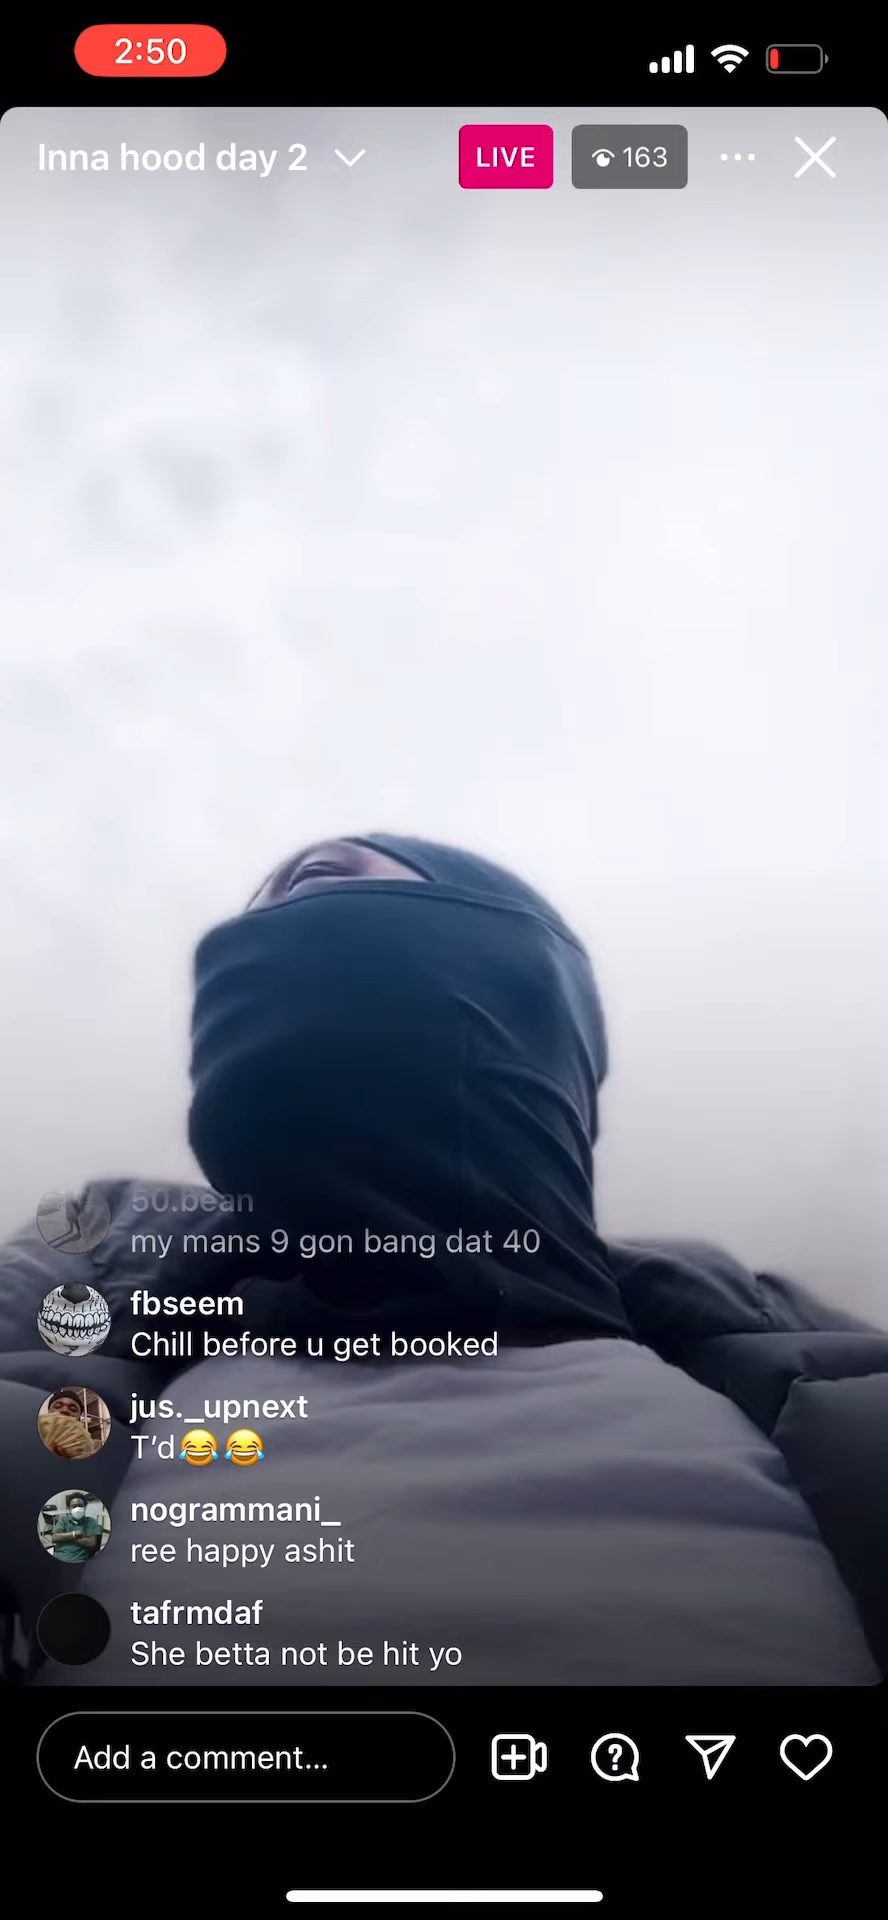 2:50
Inna hood day 2
LIVE
163
50.bean
my mans 9 gon bang dat 40
fbseem
Chill before u get booked
jus._upnext
T’d😂😂
nogrammani_
ree happy ashit
tafrmdaf
She betta not be hit yo
Add a comment...